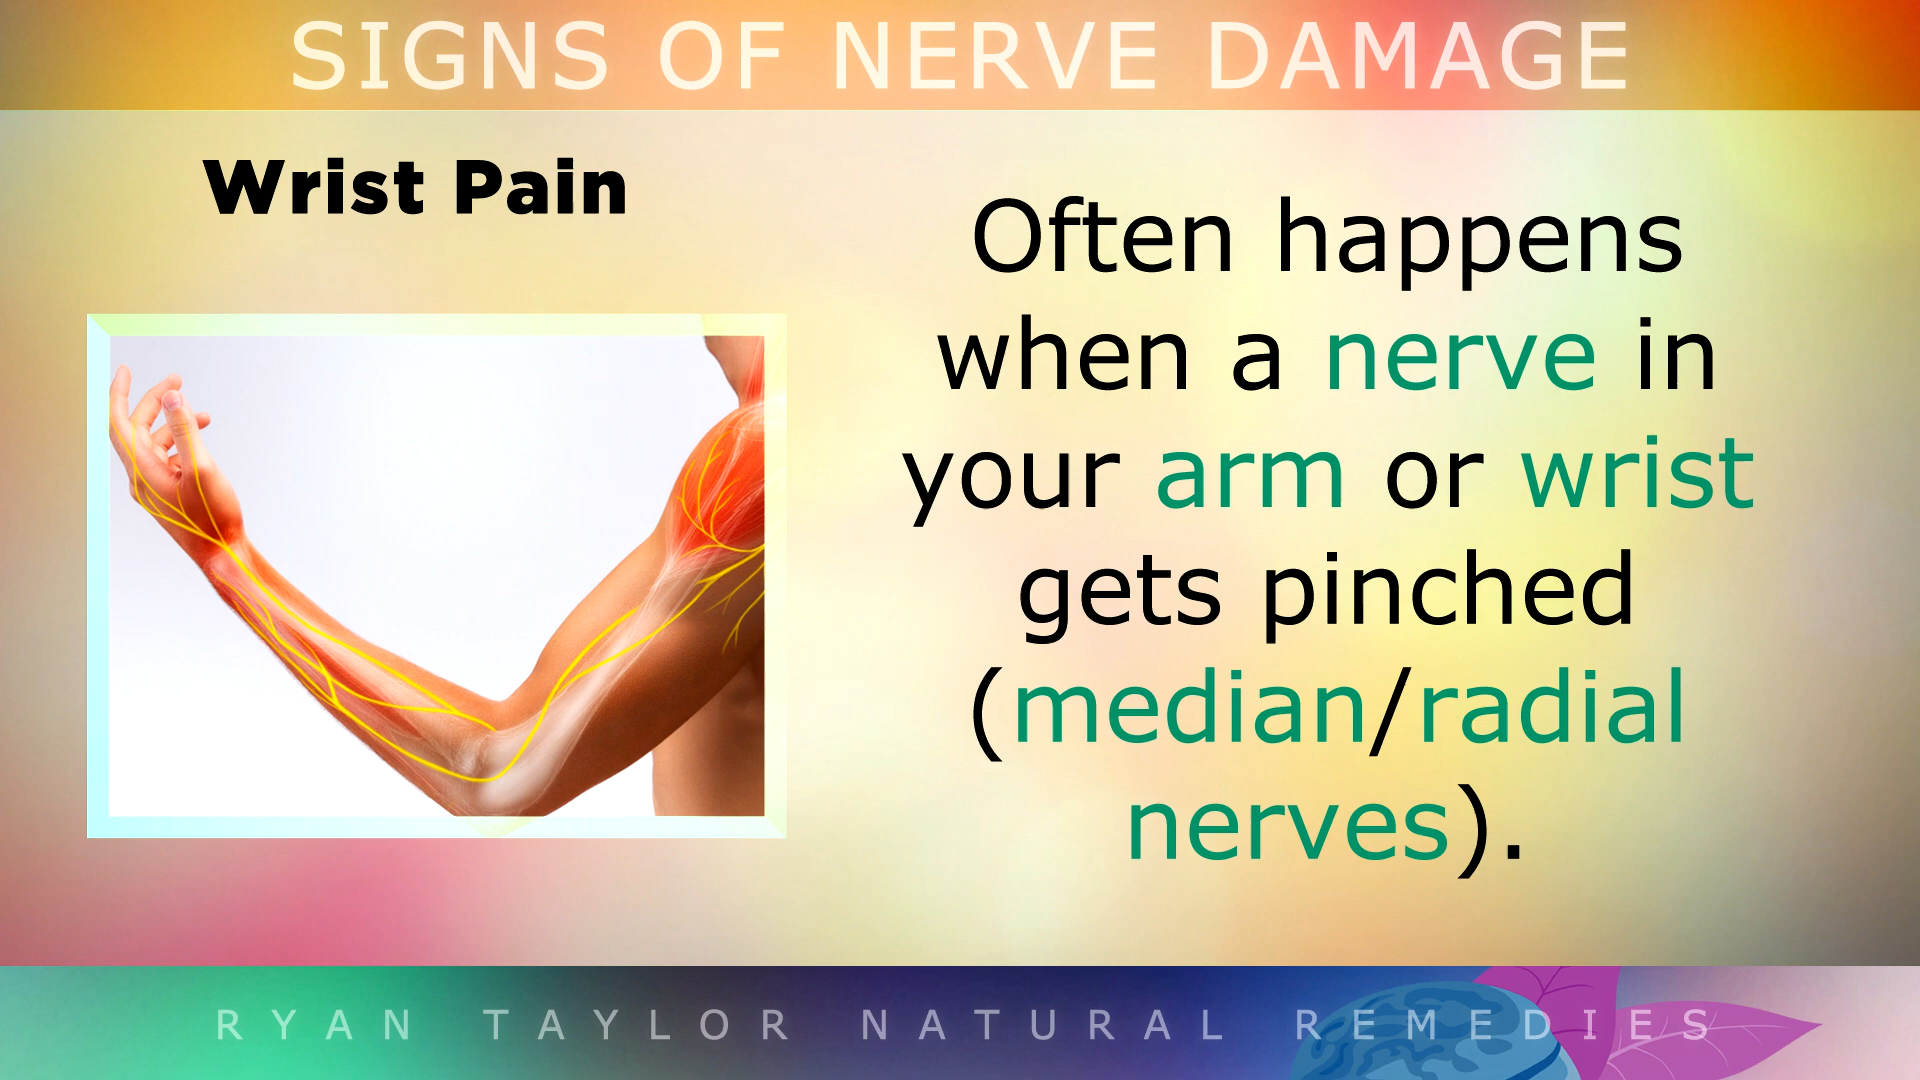 SIGNS OF NERVE DAMAGE
Wrist Pain
Often happens
when a nerve in
your arm or wrist
gets pinched
(median/radial
nerves).
RYAN TAYLOR NATURAL REMEDIES